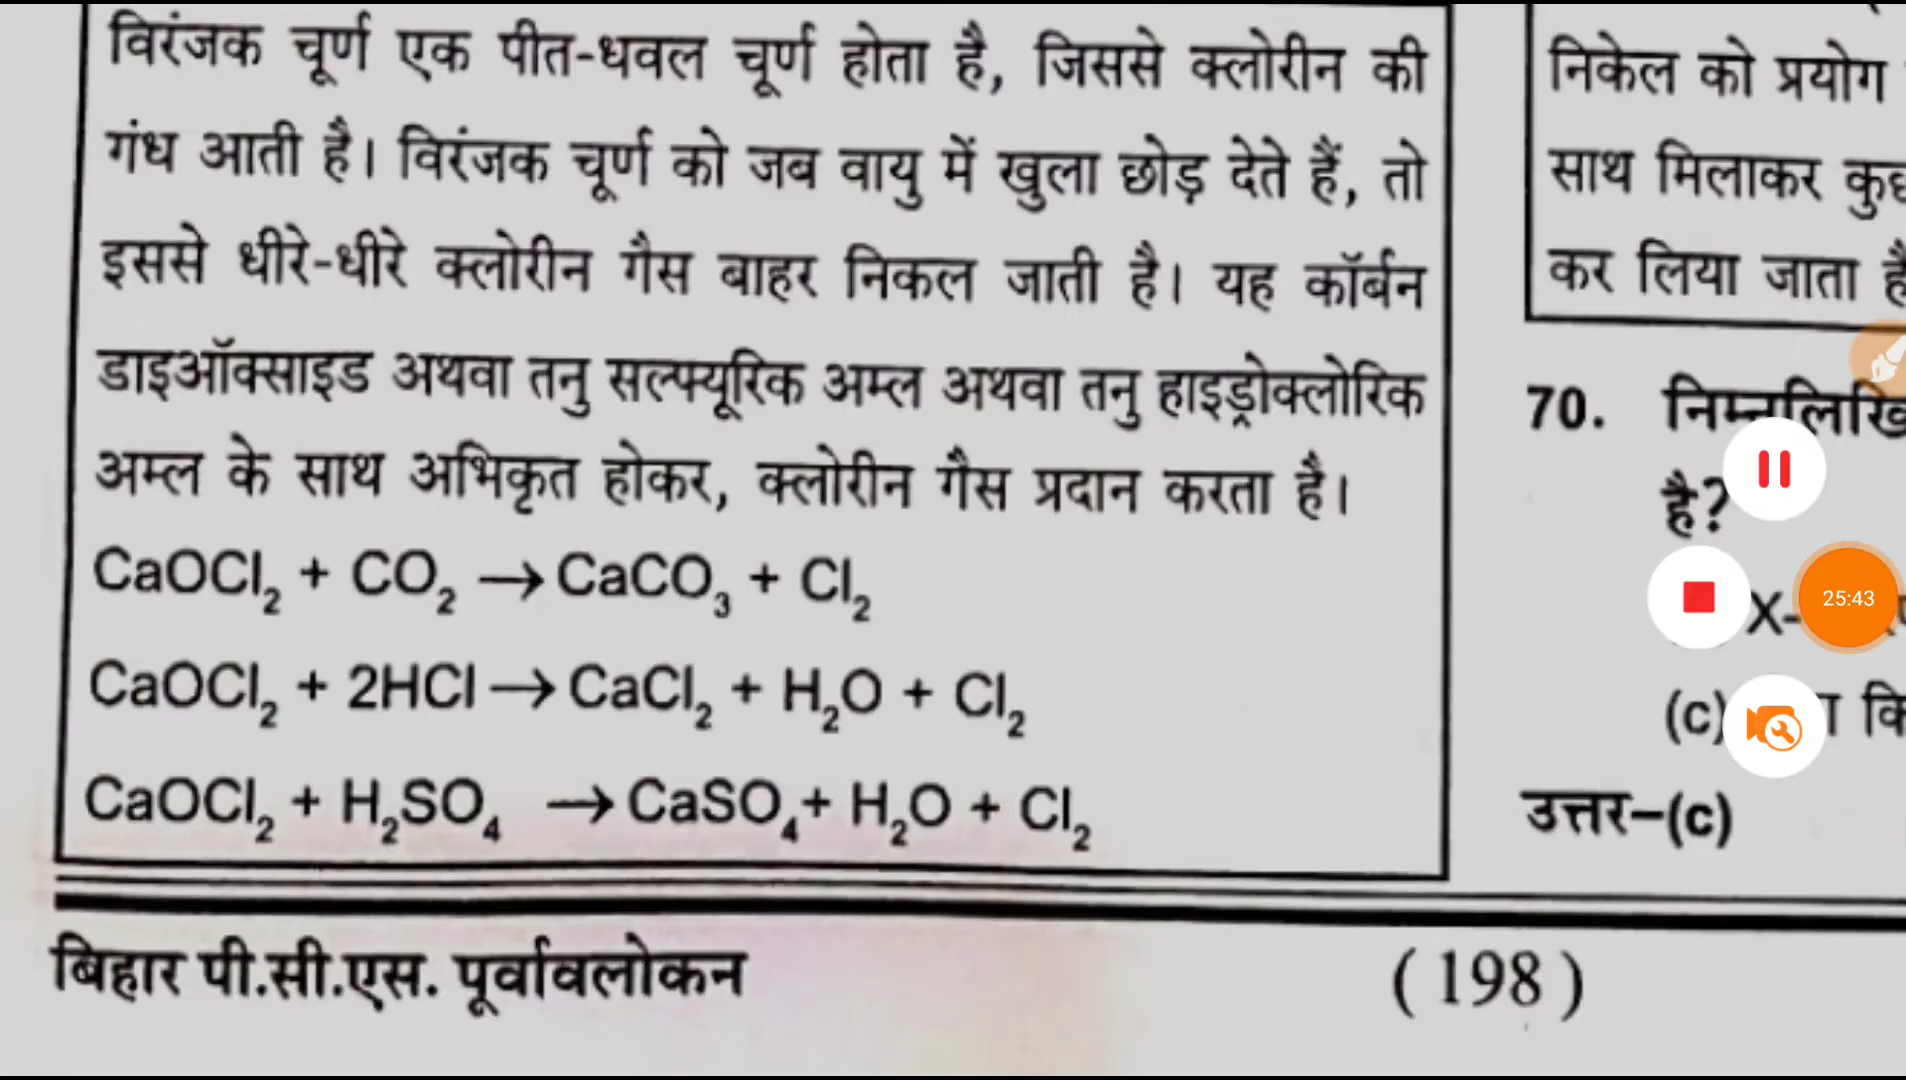 विरंजक चूर्ण एक पीत-धवल चूर्ण होता है, जिससे क्लोरीन की
गंध आती है। विरंजक चूर्ण को जब वायु में खुला छोड़ देते हैं, तो
इससे धीरे-धीरे क्लोरीन गैस बाहर निकल जाती है। यह कॉर्बन
डाइऑक्साइड अथवा तनु सल्फ्यूरिक अम्ल अथवा तनु हाइड्रोक्लोरिक
अम्ल के साथ अभिकृत होकर, क्लोरीन गैस प्रदान करता है।
CaOCl₂ + CO₂ → CaCO₃ + Cl₂
CaOCl₂ + 2HCl → CaCl₂ + H₂O + Cl₂
CaOCl₂ + H₂SO₄ → CaSO₄ + H₂O + Cl₂
निकेल को प्रयोग
साथ मिलाकर
कर लिया जाता है
70.
है?
25:43
X-
(c)
उत्तर–(c)
बिहार पी.सी.एस. पूर्वावलोकन
( 198 )